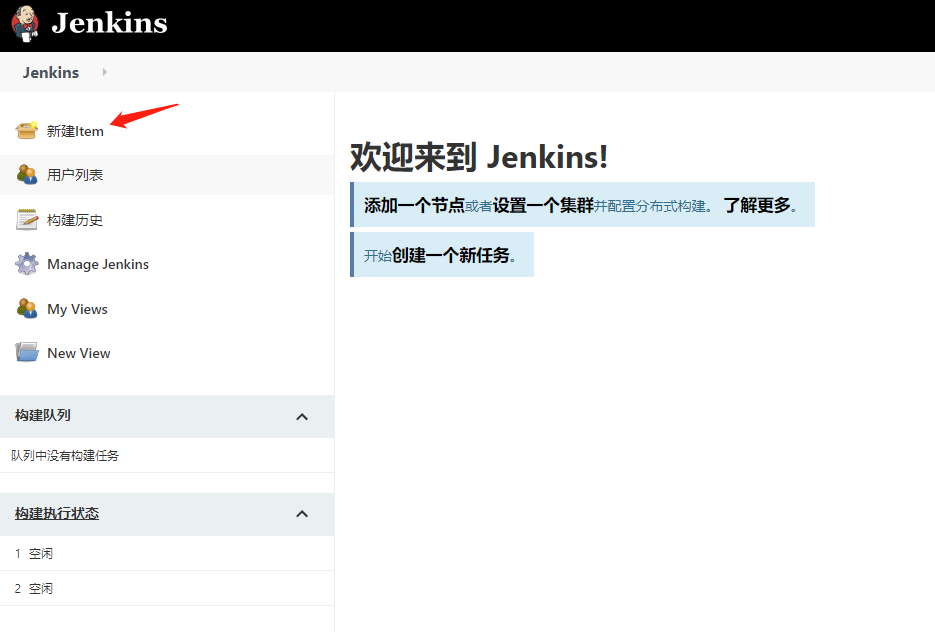 Jenkins
Jenkins
新建Item
用户列表
构建历史
Manage Jenkins
My Views
New View
构建队列
队列中没有构建任务
构建执行状态
1 空闲
2 空闲
欢迎来到 Jenkins!
添加一个节点或者设置一个集群并配置分布式构建。 了解更多。
开始创建一个新任务。